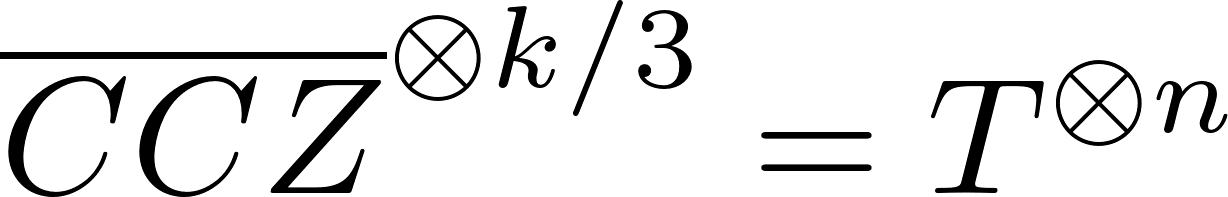 $\overline{CCZ}^{\otimes k/3} = T^{\otimes n}$